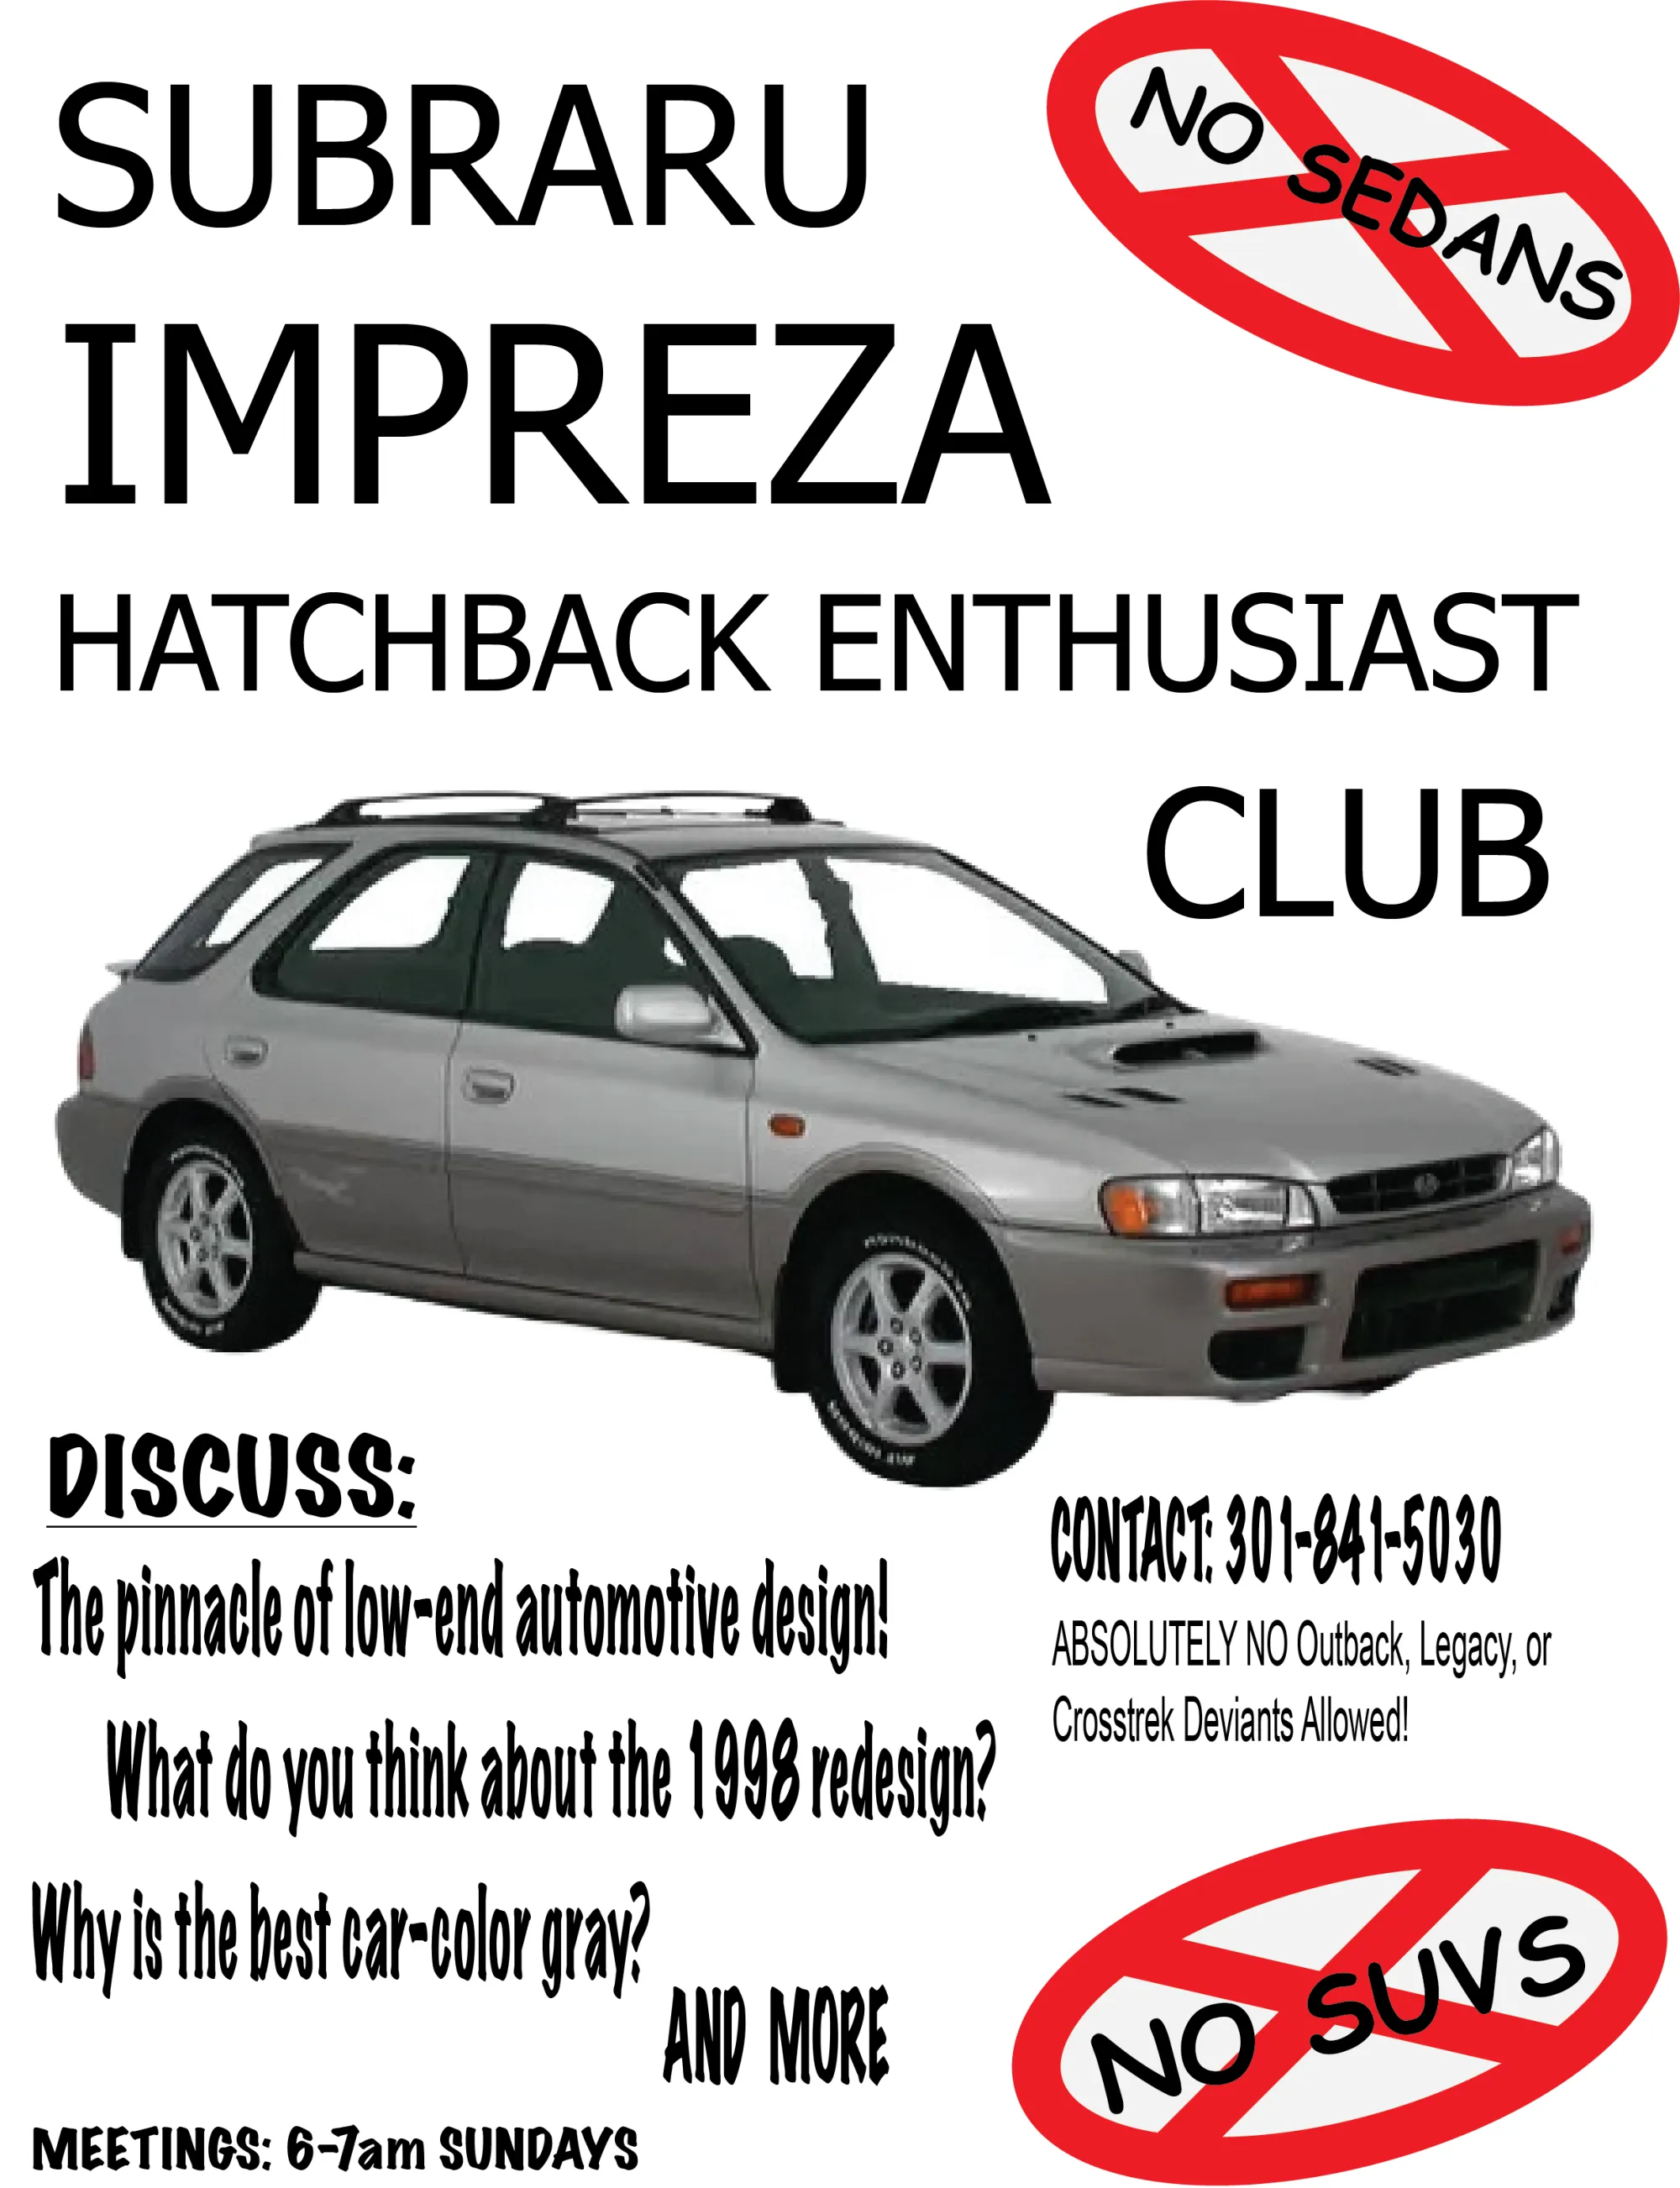 SUBRARU
NO SEDANS
IMPREZA
HATCHBACK ENTHUSIAST
CLUB
DISCUSS:
The pinnacle of low-end automotive design!
What do you think about the 1998 redesign?
Why is the best car-color gray?
AND MORE
MEETINGS: 6-7am SUNDAYS
CONTACT: 301-841-5030
ABSOLUTELY NO Outback, Legacy, or
Crosstrek Deviants Allowed!
NO SUVS